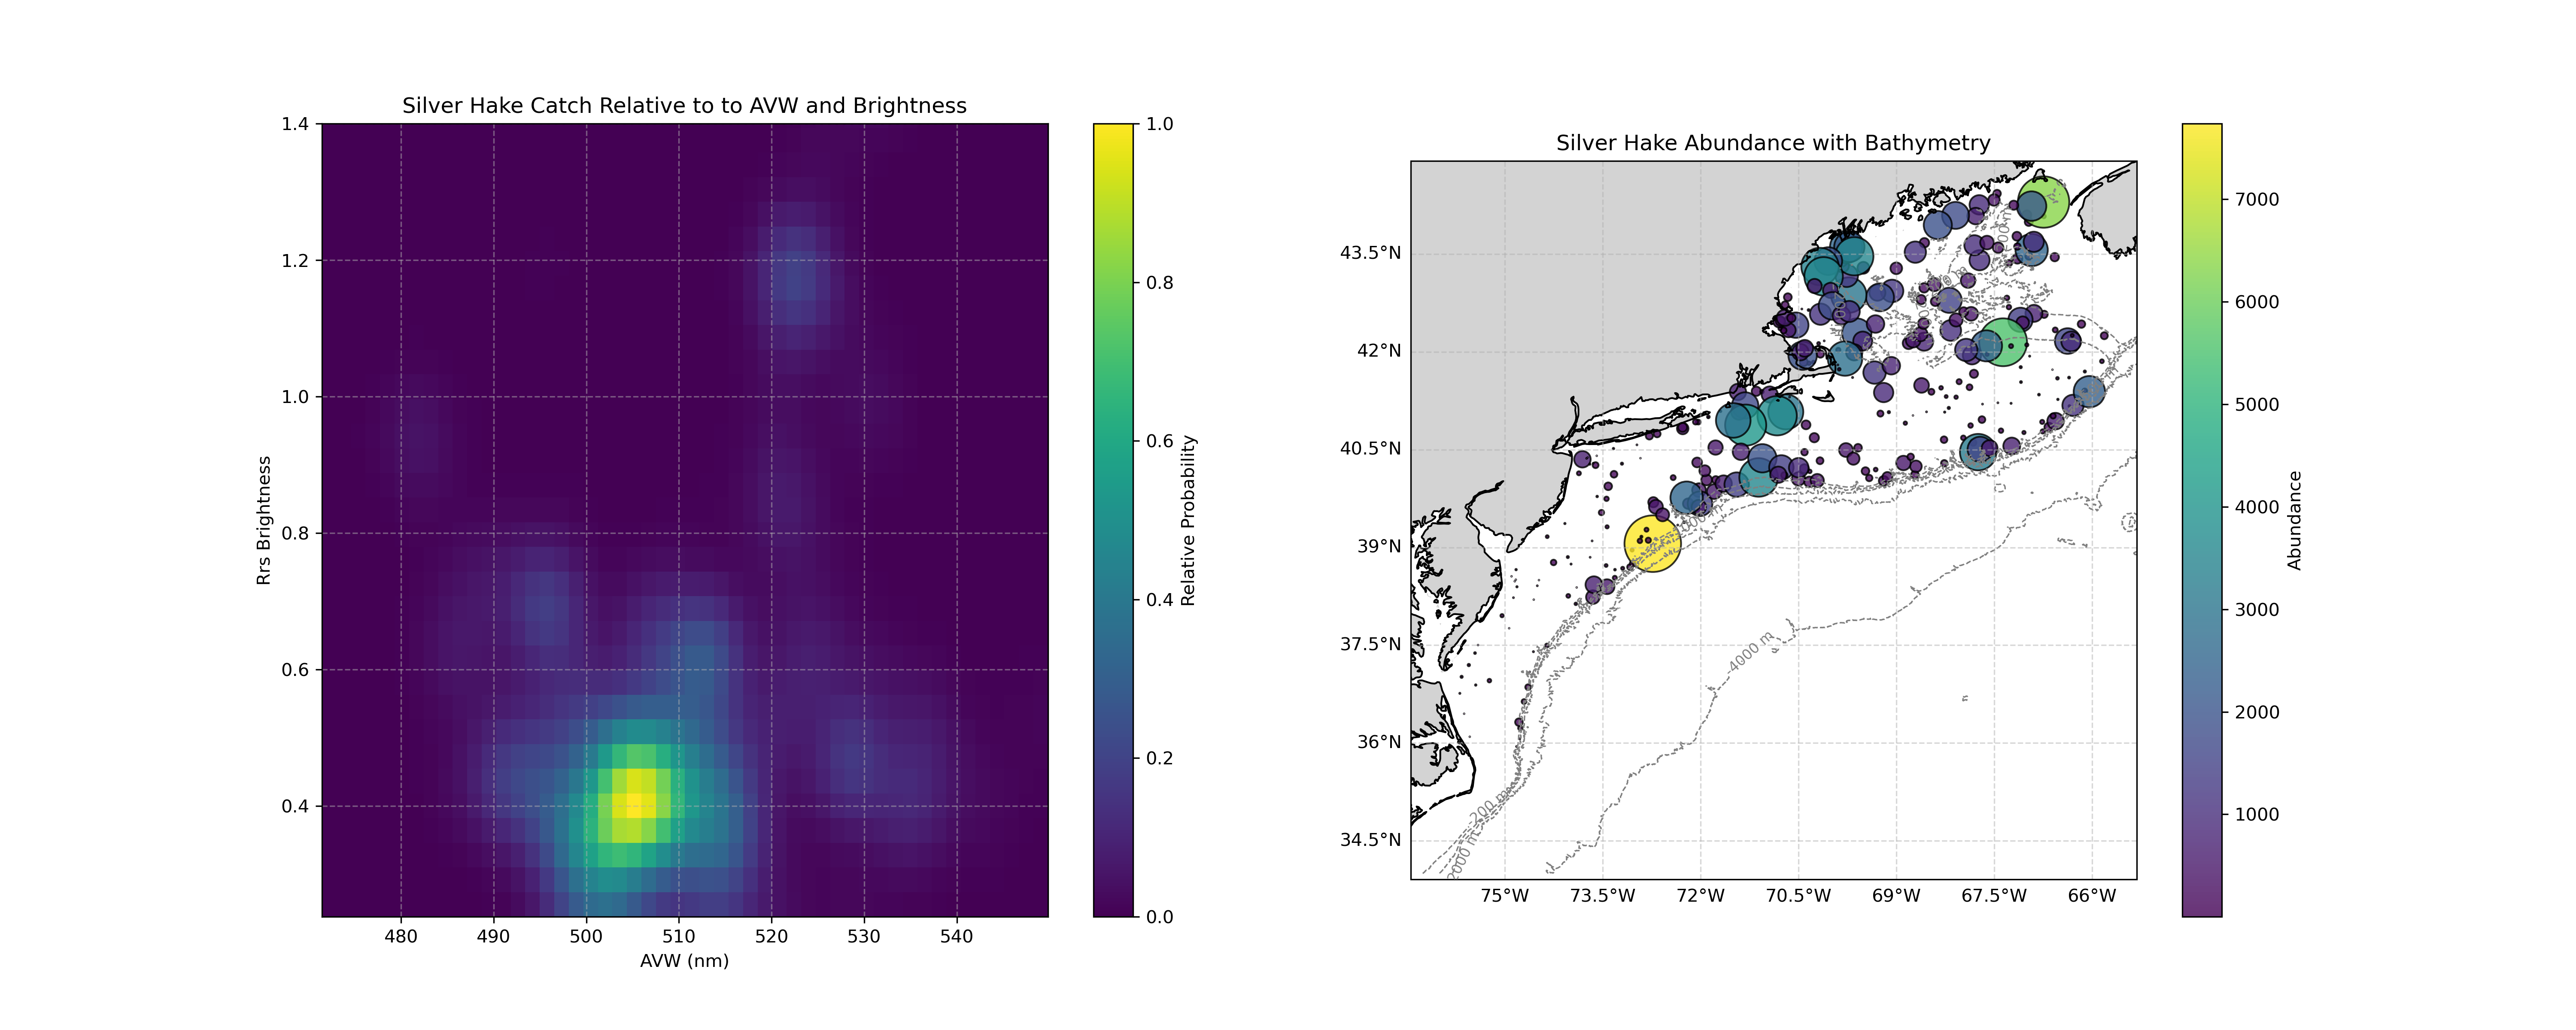 Silver Hake Catch Relative to to AVW and Brightness
1.4
1.2
1.0
0.8
0.6
0.4
Rrs Brightness
480 490 500 510 520 530 540
AVW (nm)
1.0
0.8
0.6
0.4
0.2
0.0
Relative Probability
Silver Hake Abundance with Bathymetry
43.5°N
42°N
40.5°N
39°N
37.5°N
36°N
34.5°N
75°W 73.5°W 72°W 70.5°W 69°W 67.5°W 66°W
-4000 m
-200 m
7000
6000
5000
4000
3000
2000
1000
Abundance